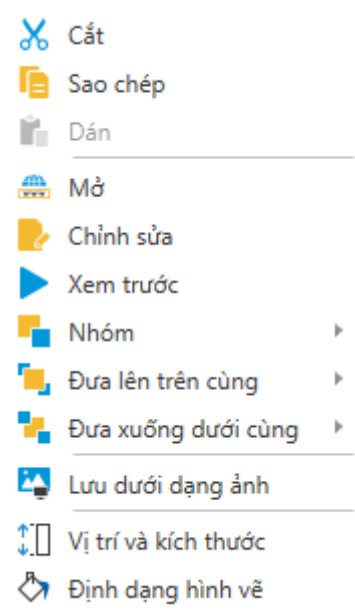 Cắt
Sao chép
Dán
Mở
Chỉnh sửa
Xem trước
Nhóm
Đưa lên trên cùng
Đưa xuống dưới cùng
Lưu dưới dạng ảnh
Vị trí và kích thước
Định dạng hình vẽ